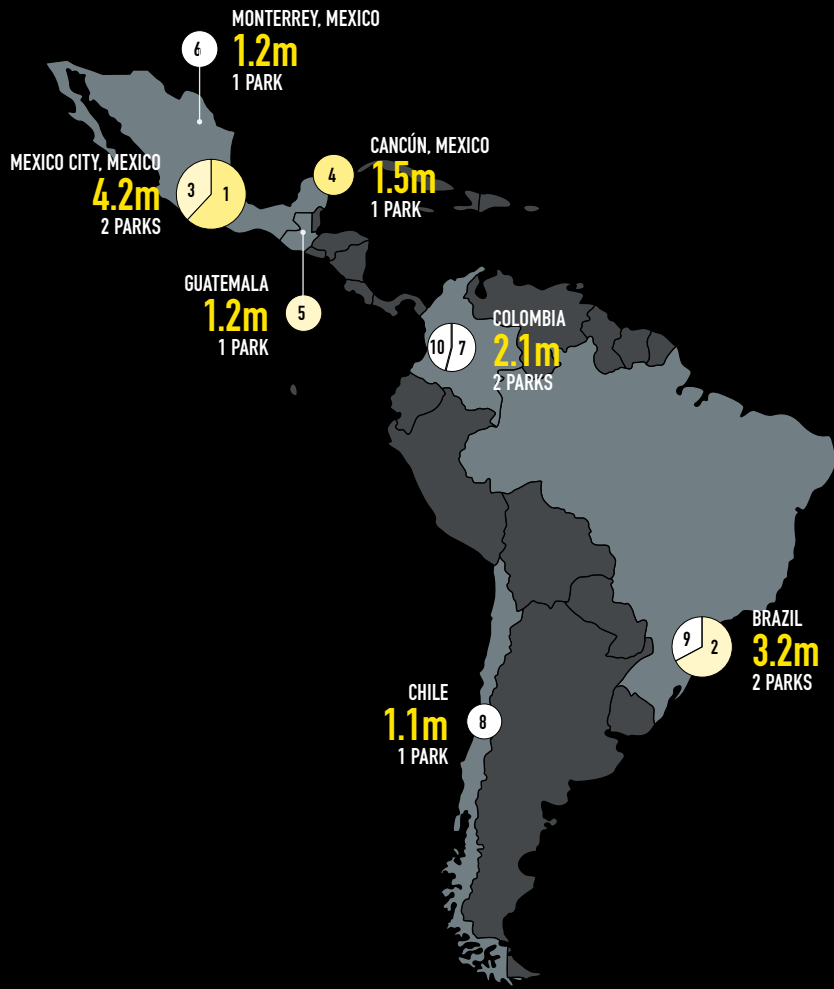 MONTERREY, MEXICO
1.2m
1 PARK
6
MEXICO CITY, MEXICO
4.2m
2 PARKS
3 1
CANCÚN, MEXICO
1.5m
1 PARK
4
GUATEMALA
1.2m
1 PARK
5
COLOMBIA
2.1m
2 PARKS
10 7
BRAZIL
3.2m
2 PARKS
9 2
CHILE
1.1m
1 PARK
8